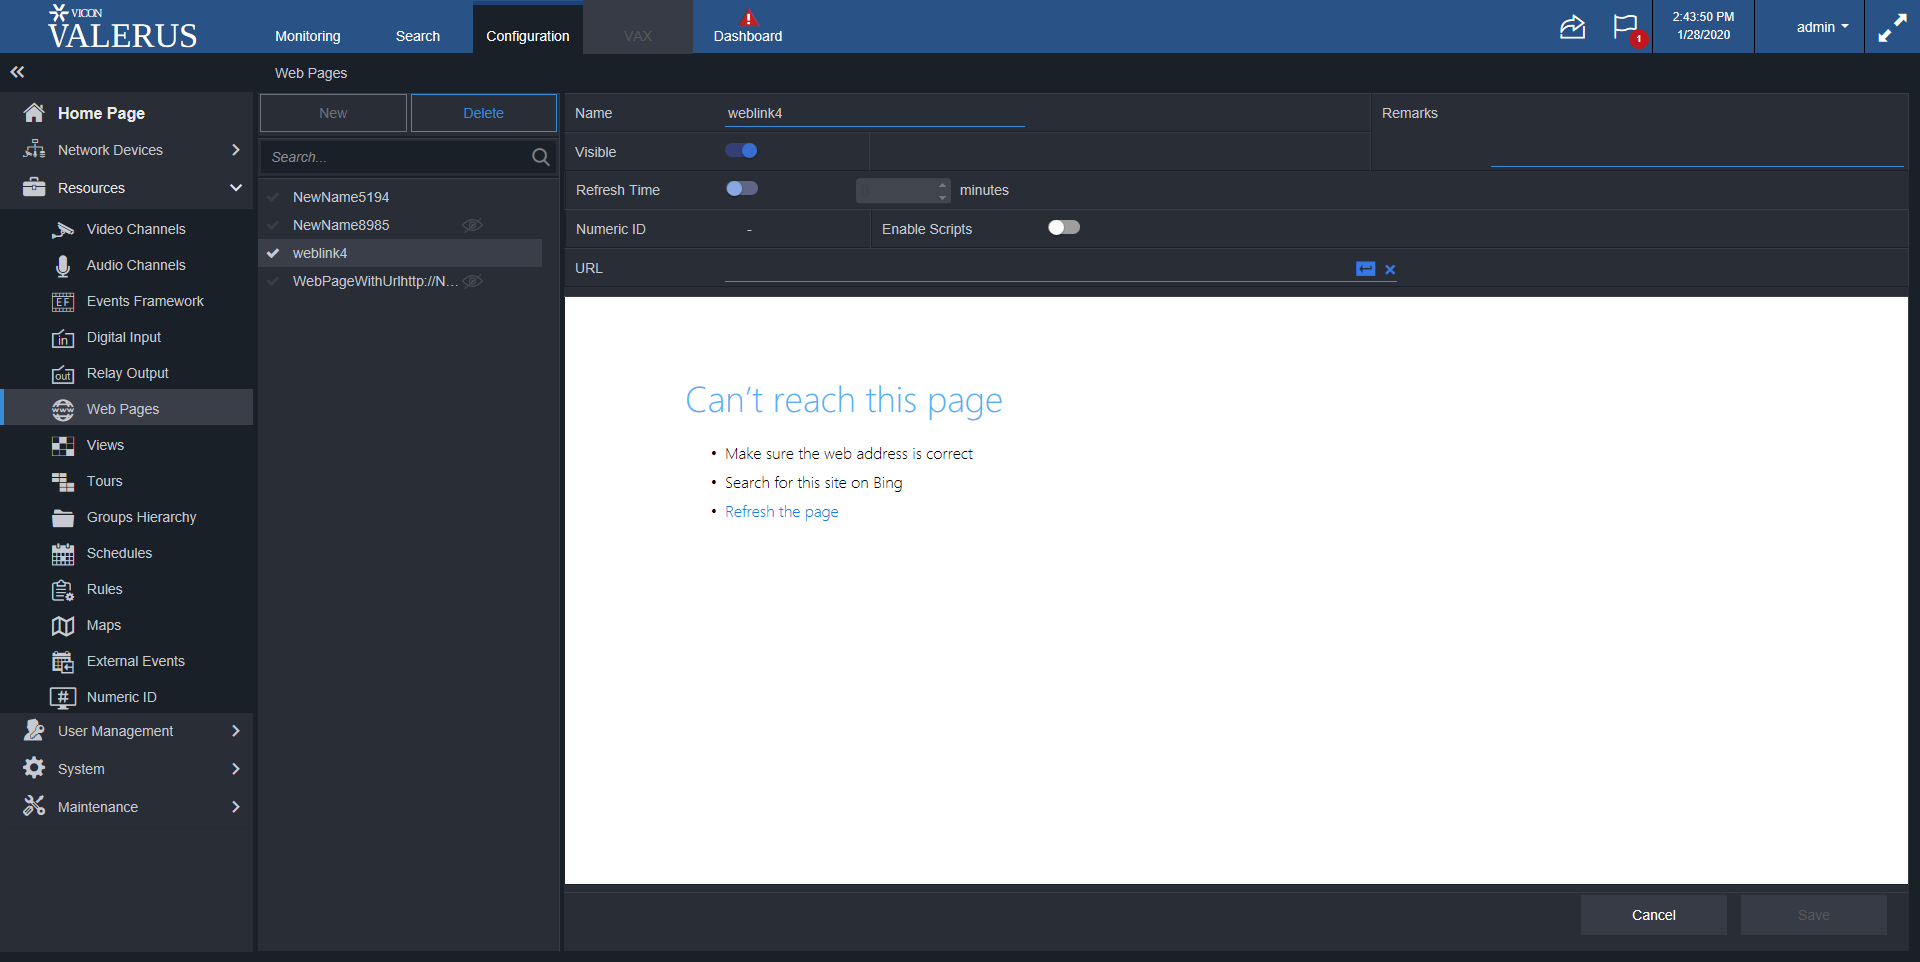 VICON
VALERUS
Monitoring
Search
Configuration
VAX
Dashboard
1
2:43:50 PM
1/28/2020
admin
Web Pages
Home Page
Network Devices
Resources
Video Channels
Audio Channels
EF
Events Framework
in
Digital Input
out
Relay Output
www
Web Pages
Views
Tours
Groups Hierarchy
Schedules
Rules
Maps
External Events
#
Numeric ID
User Management
System
Maintenance
New
Delete
Search...
NewName5194
NewName8985
weblink4
WebPageWithUrlhttp://N...
Name
weblink4
Remarks
Visible
Refresh Time
minutes
Numeric ID
-
Enable Scripts
URL
Can't reach this page
• Make sure the web address is correct
• Search for this site on Bing
• Refresh the page
Cancel
Save